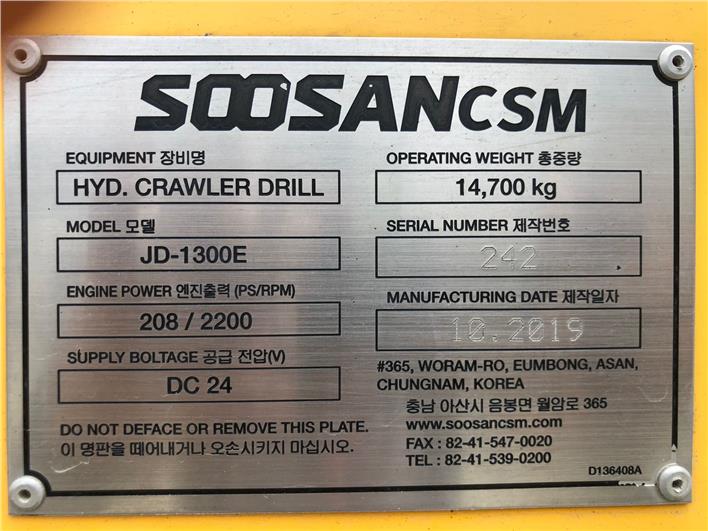 SOOSANCSM
EQUIPMENT 장비명
HYD. CRAWLER DRILL
MODEL 모델
JD-1300E
ENGINE POWER 엔진출력 (PS/RPM)
208 / 2200
SUPPLY BOLTAGE 공급 전압(V)
DC 24
DO NOT DEFACE OR REMOVE THIS PLATE.
이 명판을 떼어내거나 오손시키지 마십시오.
OPERATING WEIGHT 총중량
14,700 kg
SERIAL NUMBER 제작번호
242
MANUFACTURING DATE 제작일자
10.2019
#365, WORAM-RO, EUMBONG, ASAN,
CHUNGNAM, KOREA
충남 아산시 음봉면 월암로 365
www.soosancsm.com
FAX : 82-41-547-0020
TEL : 82-41-539-0200
D136408A